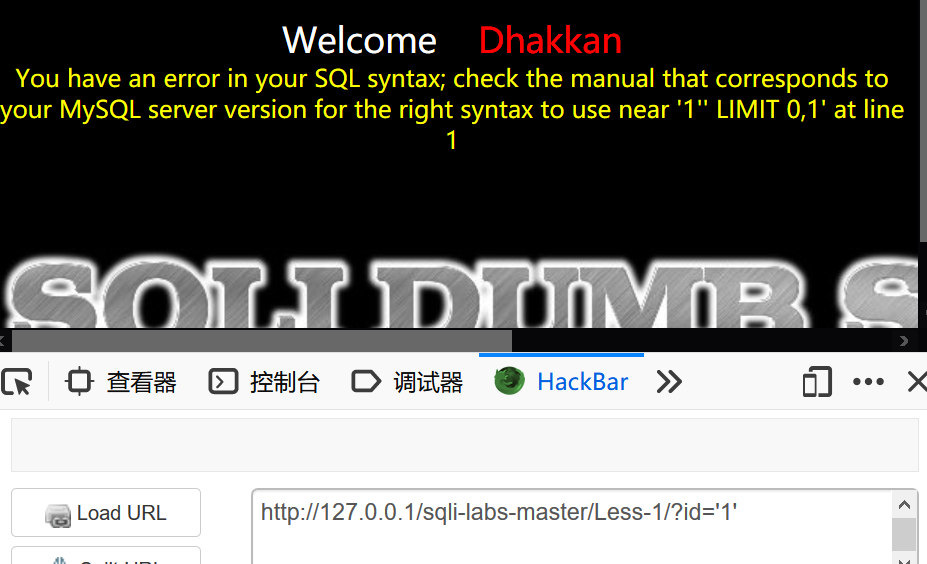 Welcome Dhakkan
You have an error in your SQL syntax; check the manual that corresponds to
your MySQL server version for the right syntax to use near '1'' LIMIT 0,1' at line
1
SQLI DUMB S
查看器 控制台 调试器 HackBar
Load URL http://127.0.0.1/sqli-labs-master/Less-1/?id='1'
Split URL